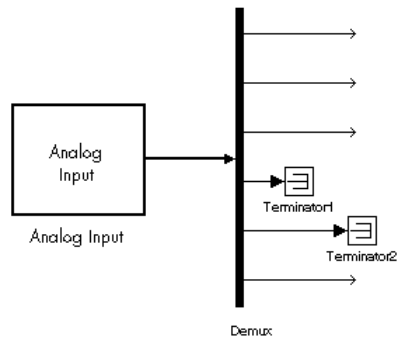 Analog
Input
Analog Input
Terminator1
Terminator2
Demux